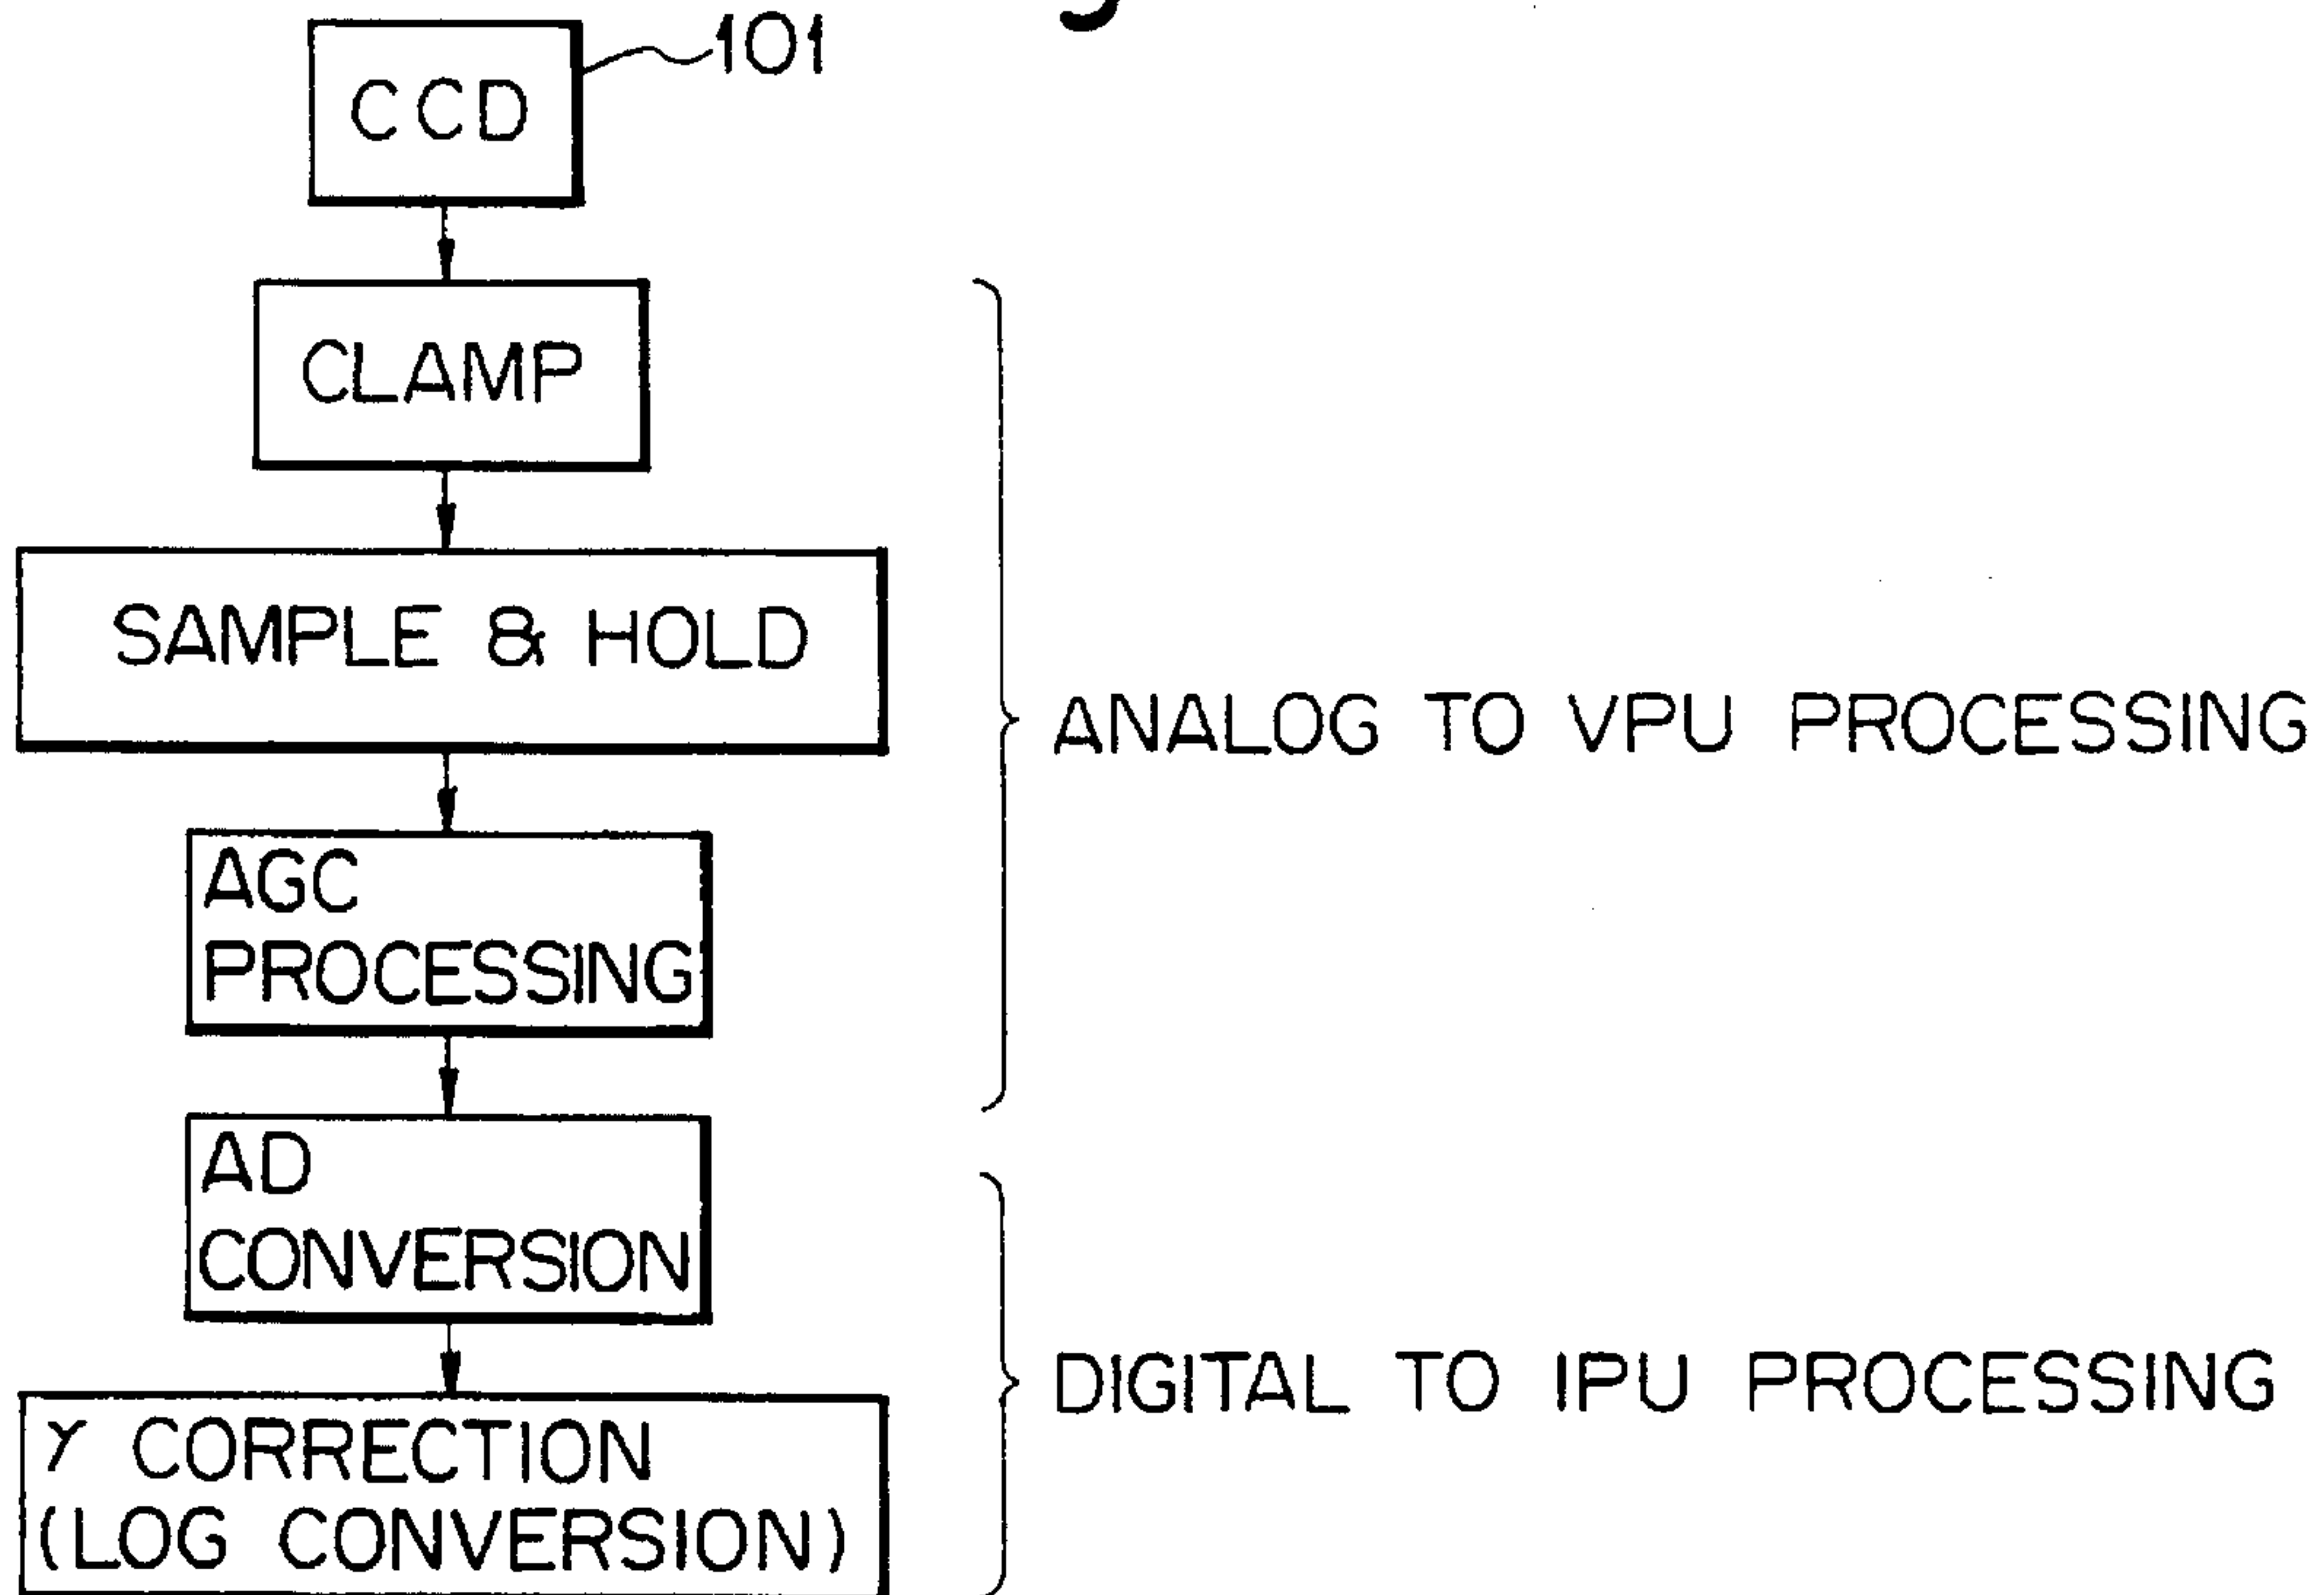 101
CCD
CLAMP
SAMPLE & HOLD
ANALOG TO VPU PROCESSING
AGC
PROCESSING
AD
CONVERSION
DIGITAL TO IPU PROCESSING
γ CORRECTION
(LOG CONVERSION)